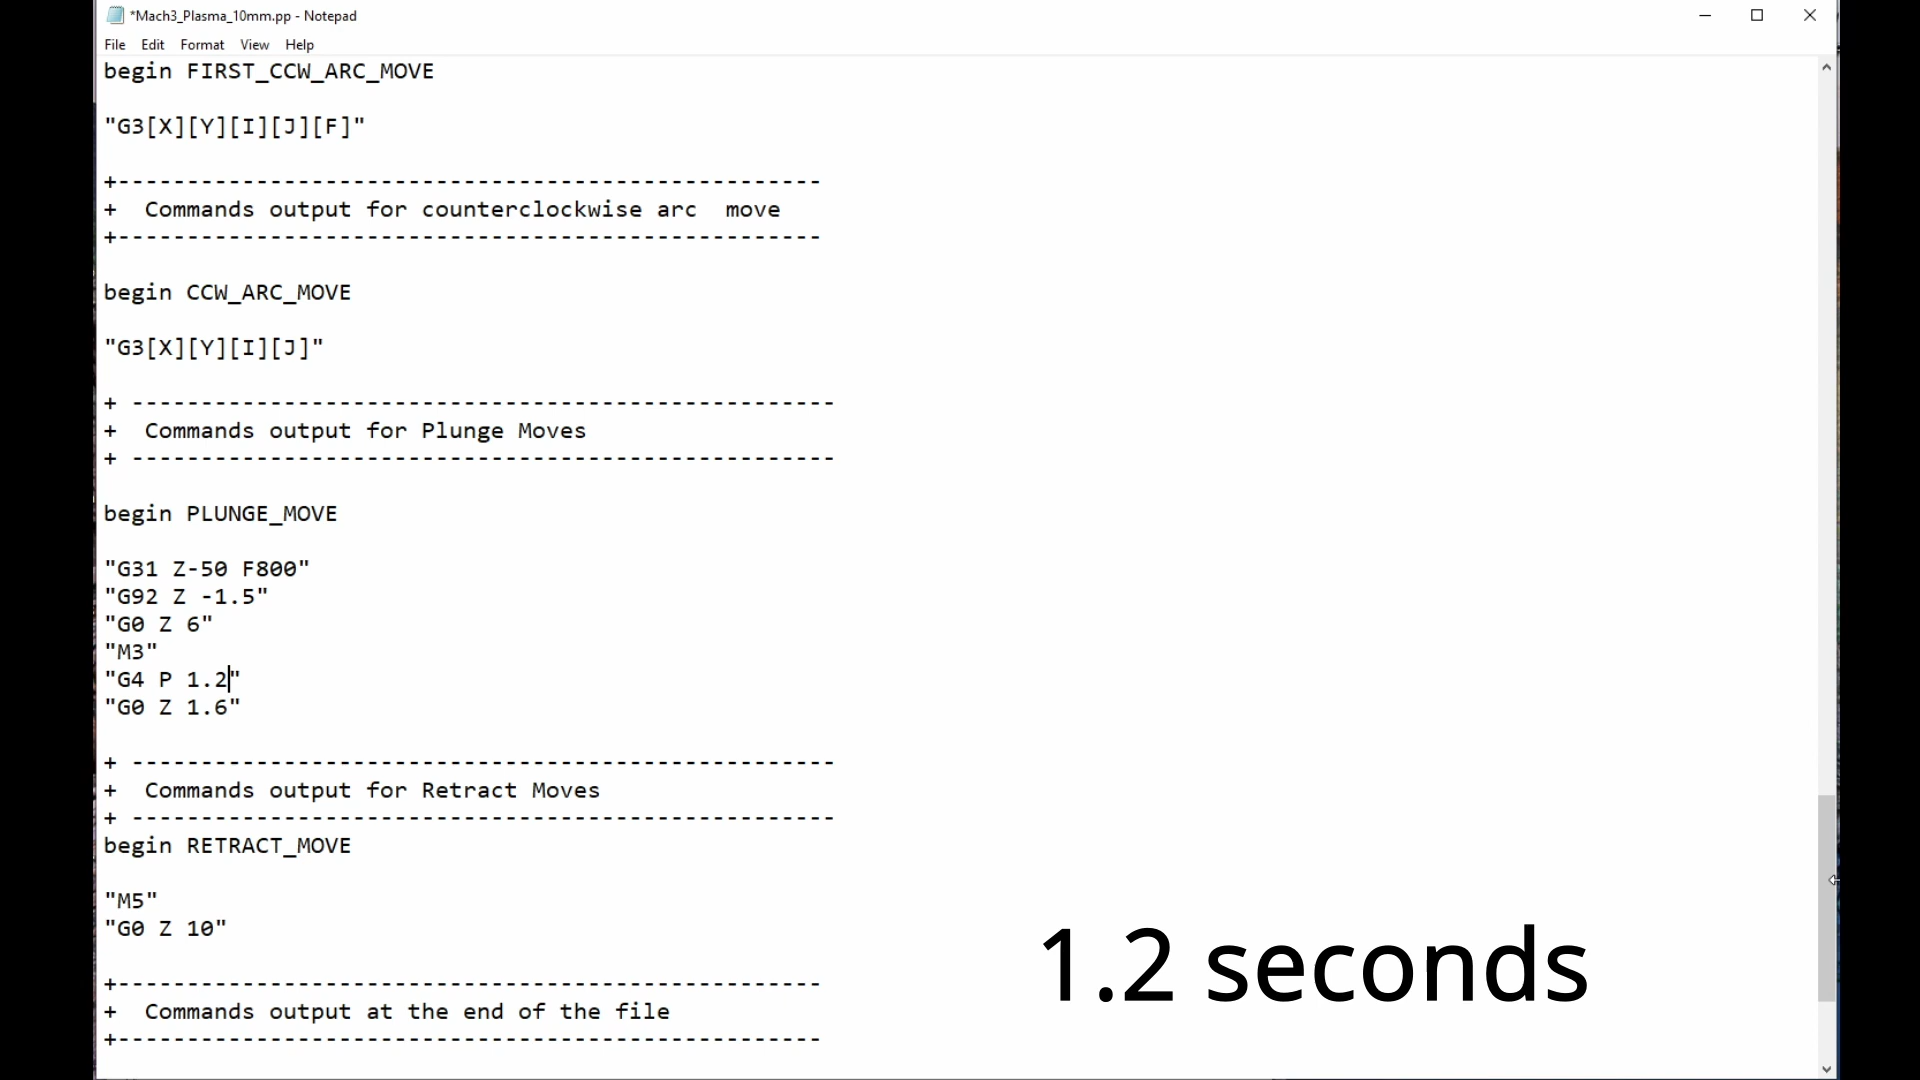 *Mach3_Plasma_10mm.pp - Notepad
File Edit Format View Help
begin FIRST_CCW_ARC_MOVE
"G3[X][Y][I][J][F]"
+---------------------------------------------------
+  Commands output for counterclockwise arc  move
+---------------------------------------------------
begin CCW_ARC_MOVE
"G3[X][Y][I][J]"
+ ---------------------------------------------------
+  Commands output for Plunge Moves
+ ---------------------------------------------------
begin PLUNGE_MOVE
"G31 Z-50 F800"
"G92 Z -1.5"
"G0 Z 6"
"M3"
"G4 P 1.2"
"G0 Z 1.6"
+ ---------------------------------------------------
+  Commands output for Retract Moves
+ ---------------------------------------------------
begin RETRACT_MOVE
"M5"
"G0 Z 10"
+---------------------------------------------------
+  Commands output at the end of the file
+---------------------------------------------------
1.2 seconds